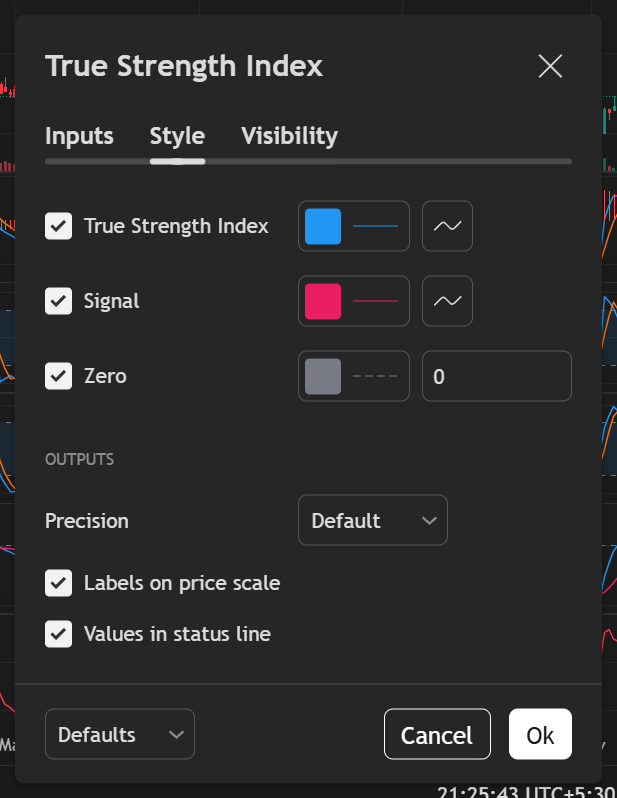 True Strength Index
Inputs Style Visibility
True Strength Index
Signal
Zero 0
OUTPUTS
Precision Default
Labels on price scale
Values in status line
Defaults Cancel Ok
21:25:43 UTC+5:30